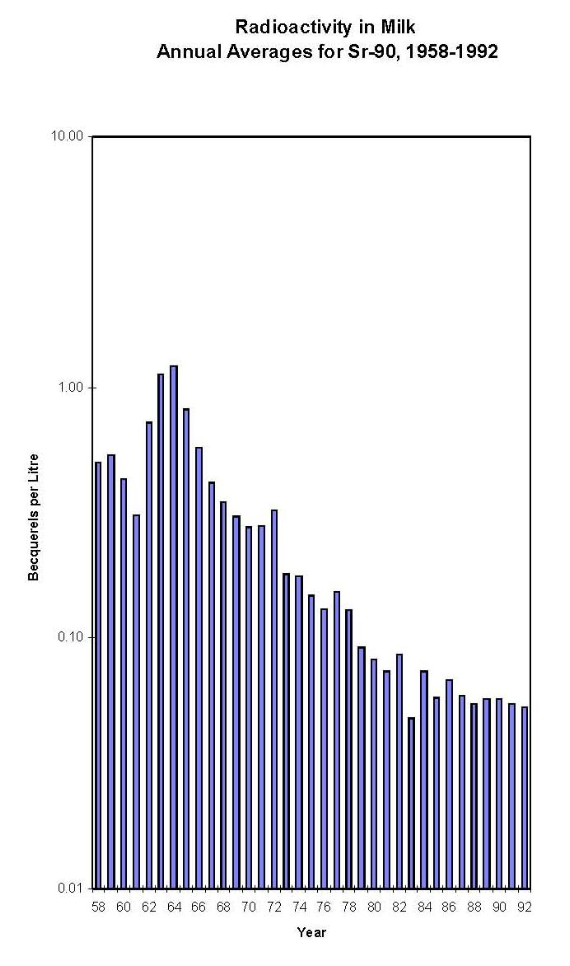 Radioactivity in Milk
Annual Averages for Sr-90, 1958-1992
10.00
1.00
Becquerels per Litre
0.10
0.01
58 60 62 64 66 68 70 72 74 76 78 80 82 84 86 88 90 92
Year